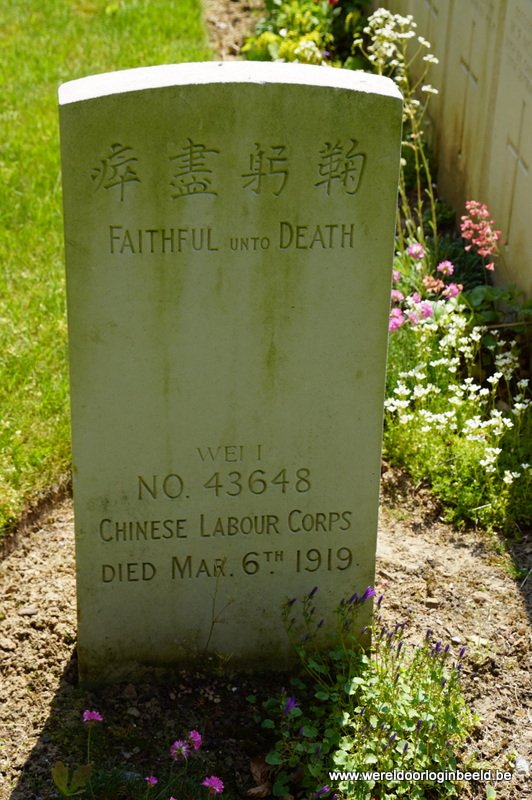 鞠躬盡瘁
FAITHFUL UNTO DEATH
WEI I
NO. 43648
CHINESE LABOUR CORPS
DIED MAR. 6TH 1919
www.wereldoorloginbeeld.be